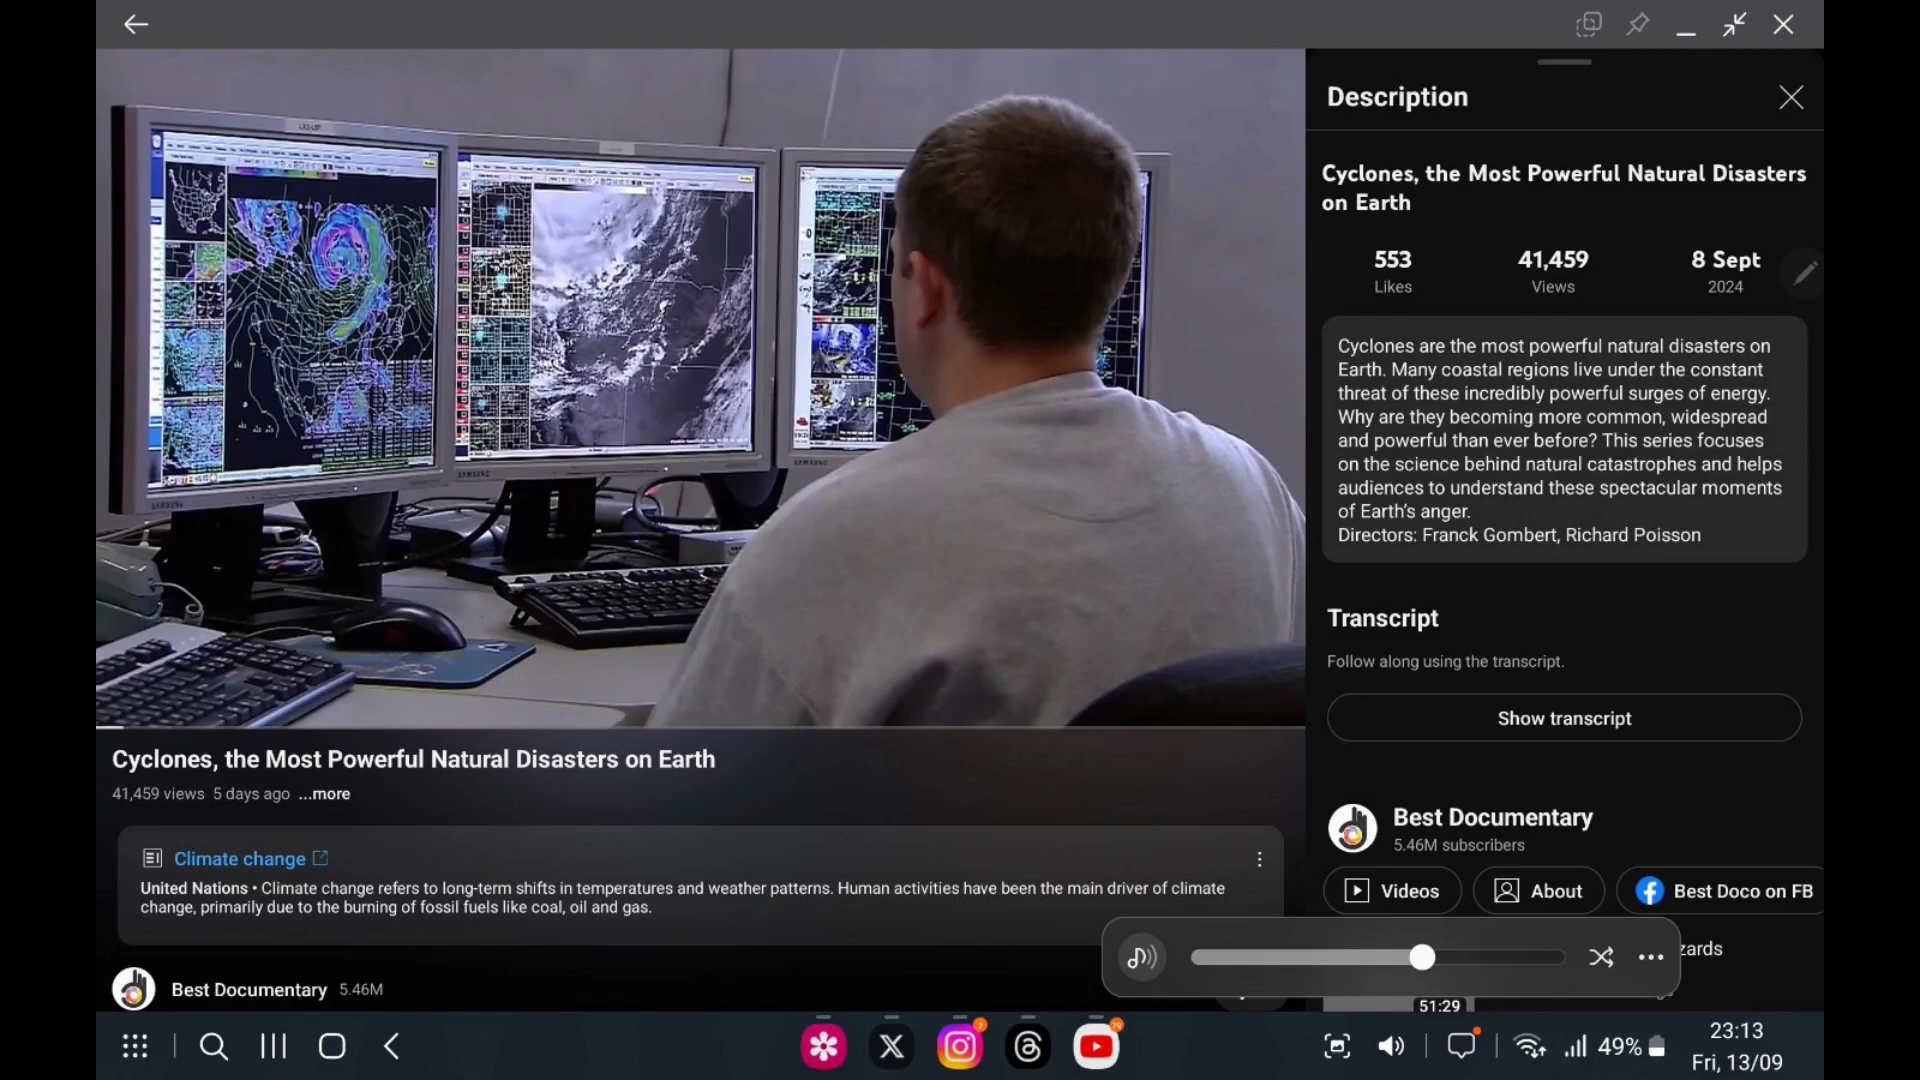 SAMSUNG
SAMSUNG
SAMSUNG
Cyclones, the Most Powerful Natural Disasters on Earth
41,459 views 5 days ago ...more
Climate change
United Nations • Climate change refers to long-term shifts in temperatures and weather patterns. Human activities have been the main driver of climate
change, primarily due to the burning of fossil fuels like coal, oil and gas.
Best Documentary 5.46M
Description
Cyclones, the Most Powerful Natural Disasters
on Earth
553
Likes
41,459
Views
8 Sept
2024
Cyclones are the most powerful natural disasters on
Earth. Many coastal regions live under the constant
threat of these incredibly powerful surges of energy.
Why are they becoming more common, widespread
and powerful than ever before? This series focuses
on the science behind natural catastrophes and helps
audiences to understand these spectacular moments
of Earth's anger.
Directors: Franck Gombert, Richard Poisson
Transcript
Follow along using the transcript.
Show transcript
Best Documentary
5.46M subscribers
Videos
About
Best Doco on FB
zards
51:29
49%
23:13
Fri, 13/09